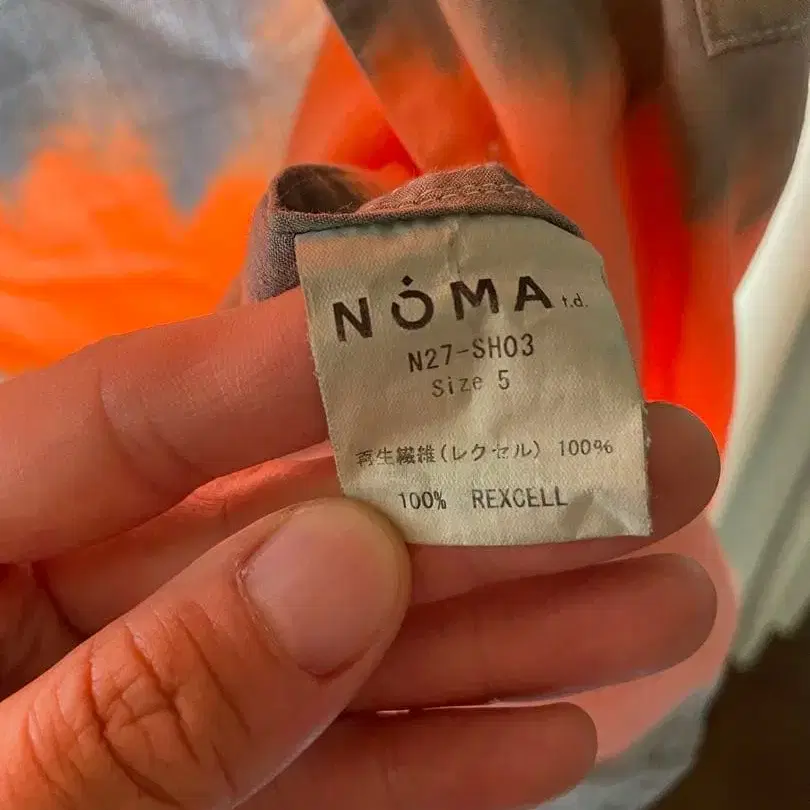 NOMA t.d.
N27-SH03
Size 5
再生繊維(レクセル) 100%
100% REXCELL